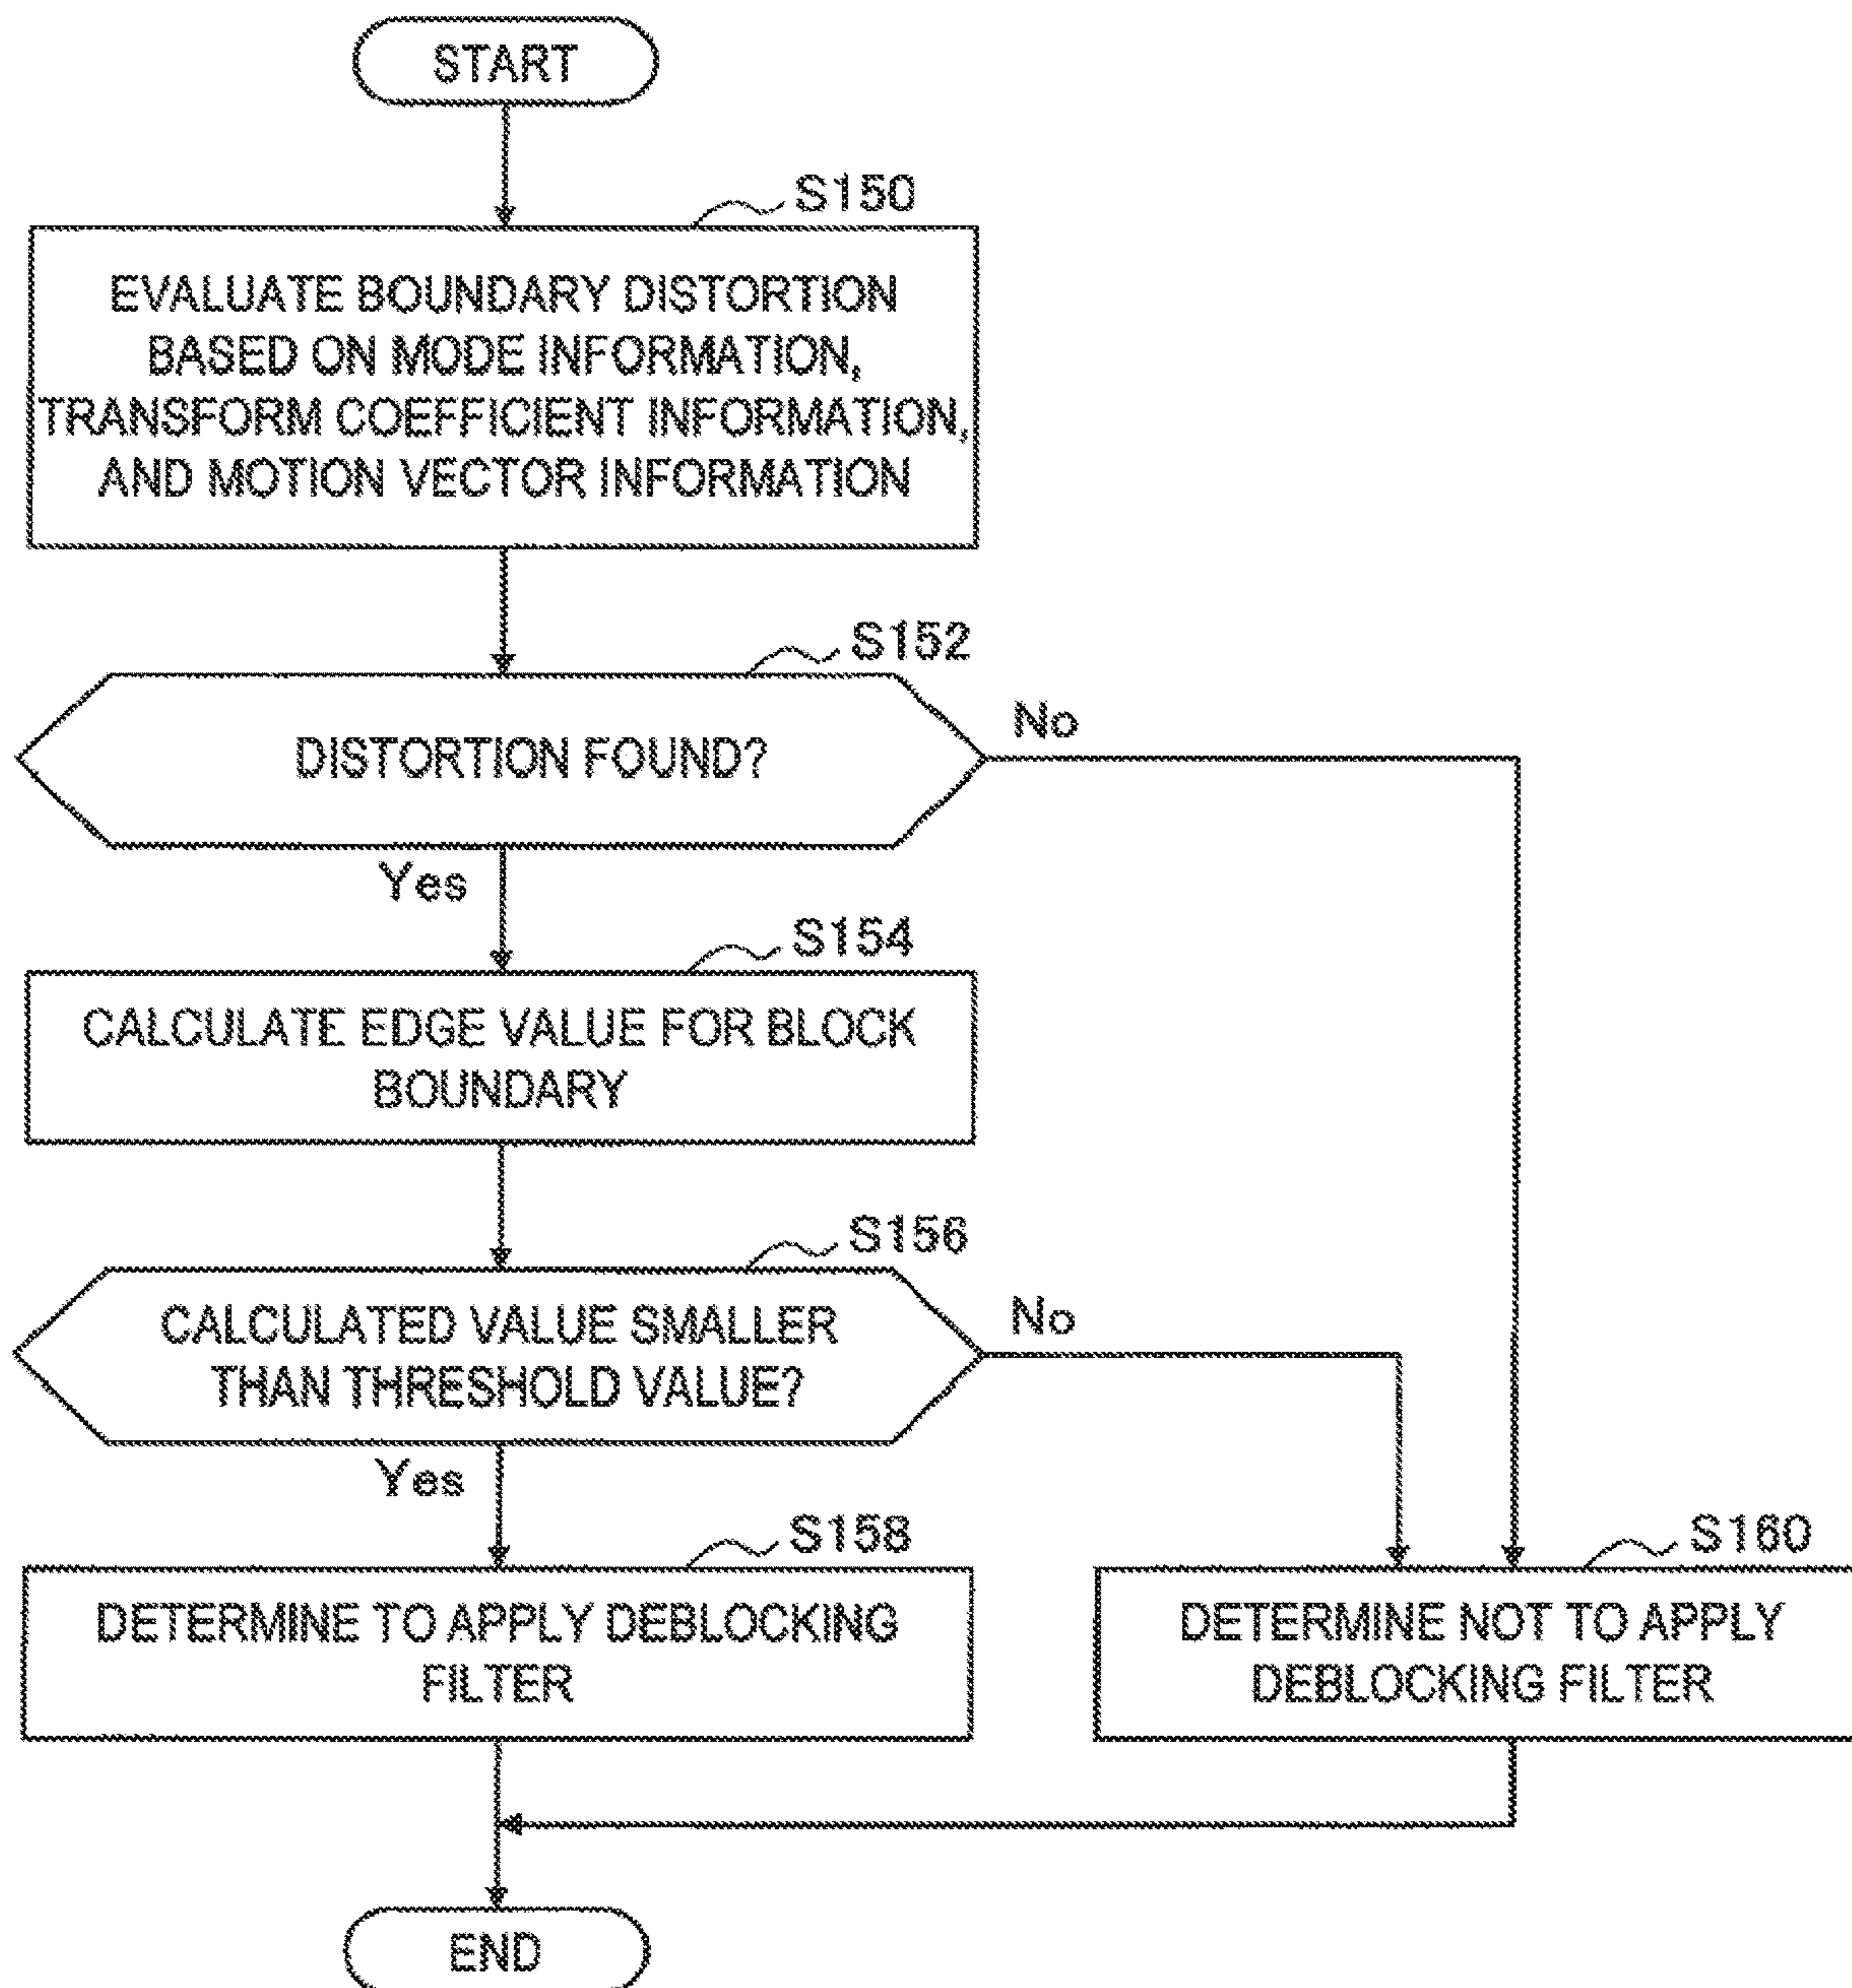 START
S150
EVALUATE BOUNDARY DISTORTION
BASED ON MODE INFORMATION,
TRANSFORM COEFFICIENT INFORMATION,
AND MOTION VECTOR INFORMATION
S152
DISTORTION FOUND?
No
Yes
S154
CALCULATE EDGE VALUE FOR BLOCK
BOUNDARY
S156
CALCULATED VALUE SMALLER
THAN THRESHOLD VALUE?
No
Yes
S158
DETERMINE TO APPLY DEBLOCKING
FILTER
S160
DETERMINE NOT TO APPLY
DEBLOCKING FILTER
END